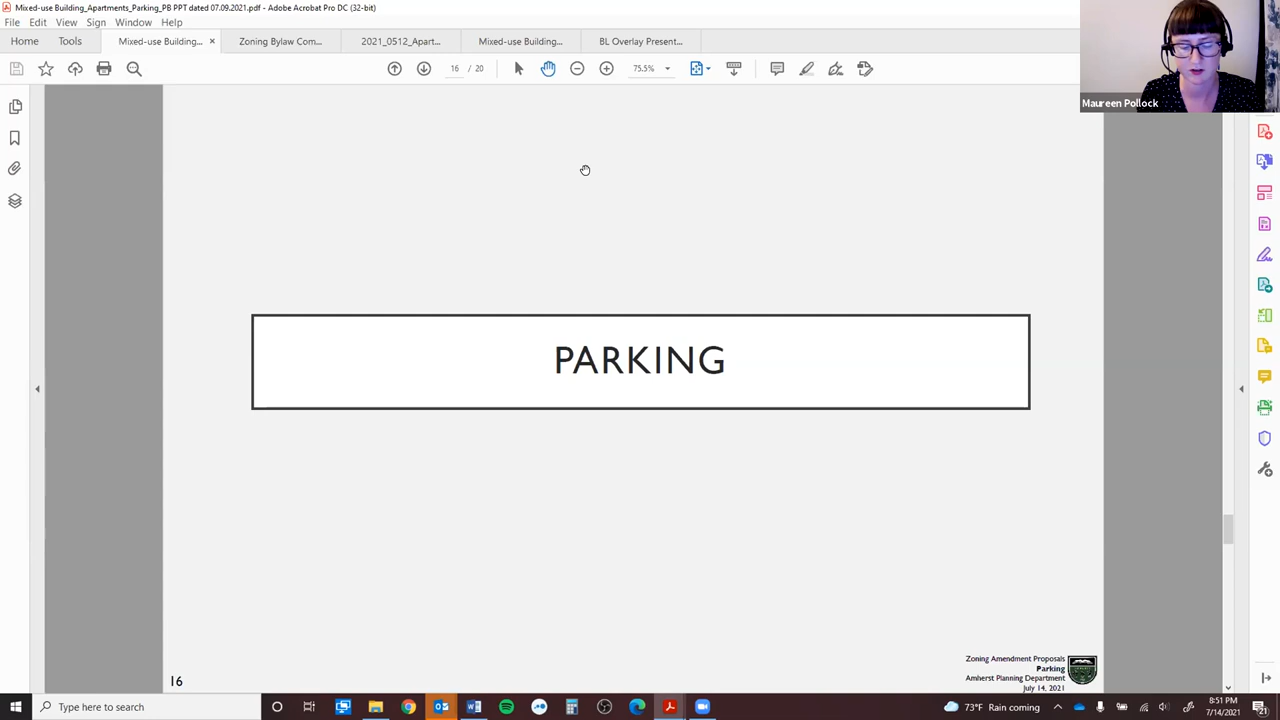 Mixed-use Building_Apartments_Parking_PB PPT dated 07.09.2021.pdf - Adobe Acrobat Pro DC (32-bit)
File Edit View Sign Window Help
Home Tools Mixed-use Building... × Zoning Bylaw Com... 2021_0512_Apart... Mixed-use Building... BL Overlay Present...
16 / 20 75.5%
Maureen Pollock
PARKING
16
Zoning Amendment Proposals
Parking
Amherst Planning Department
July 14, 2021
Type here to search
73°F Rain coming
8:51 PM
7/14/2021
21